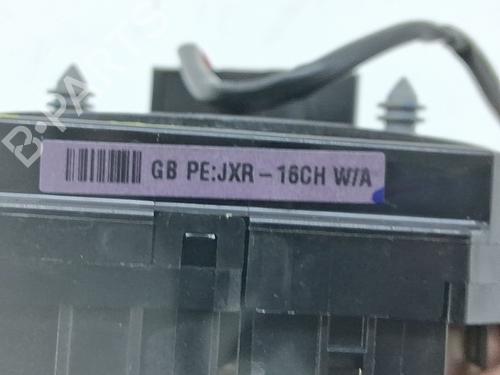 B-PARTS
GB PE:JXR - 16CH W/A